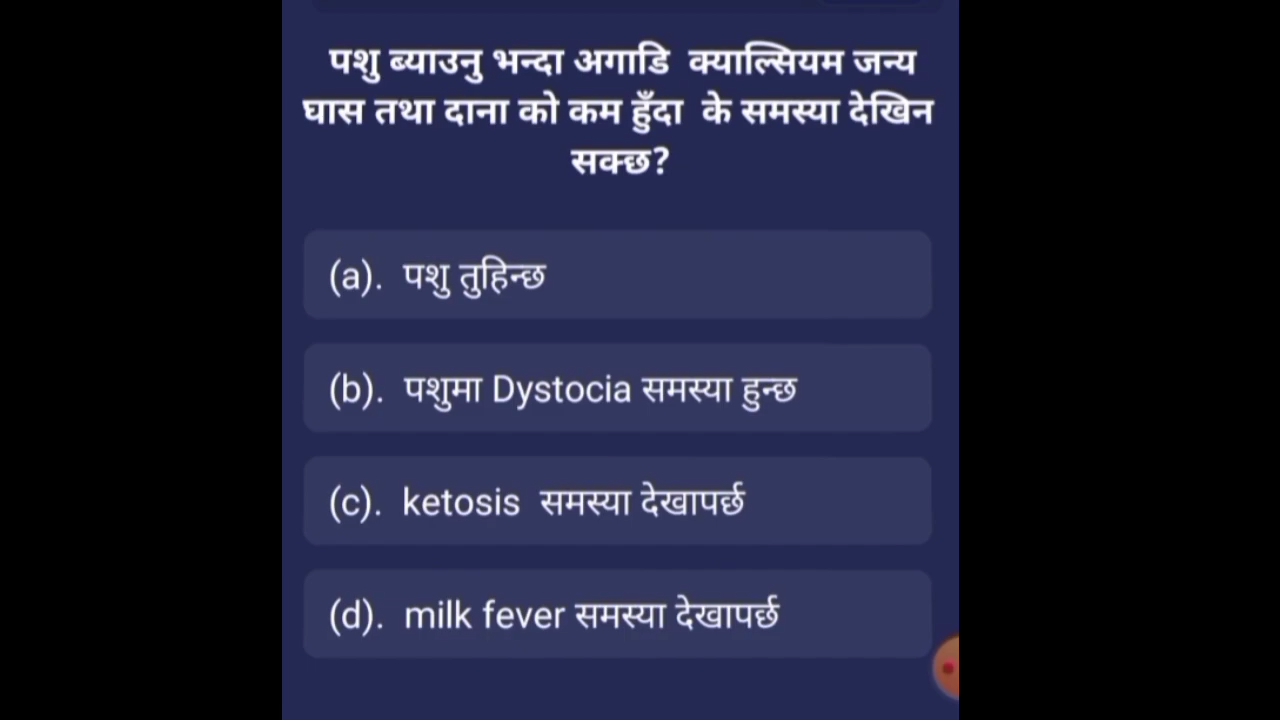 पशु ब्याउनु भन्दा अगाडि क्याल्सियम जन्य
घास तथा दाना को कम हुँदा के समस्या देखिन
सक्छ?
(a). पशु तुहिन्छ
(b). पशुमा Dystocia समस्या हुन्छ
(c). ketosis समस्या देखापर्छ
(d). milk fever समस्या देखापर्छ